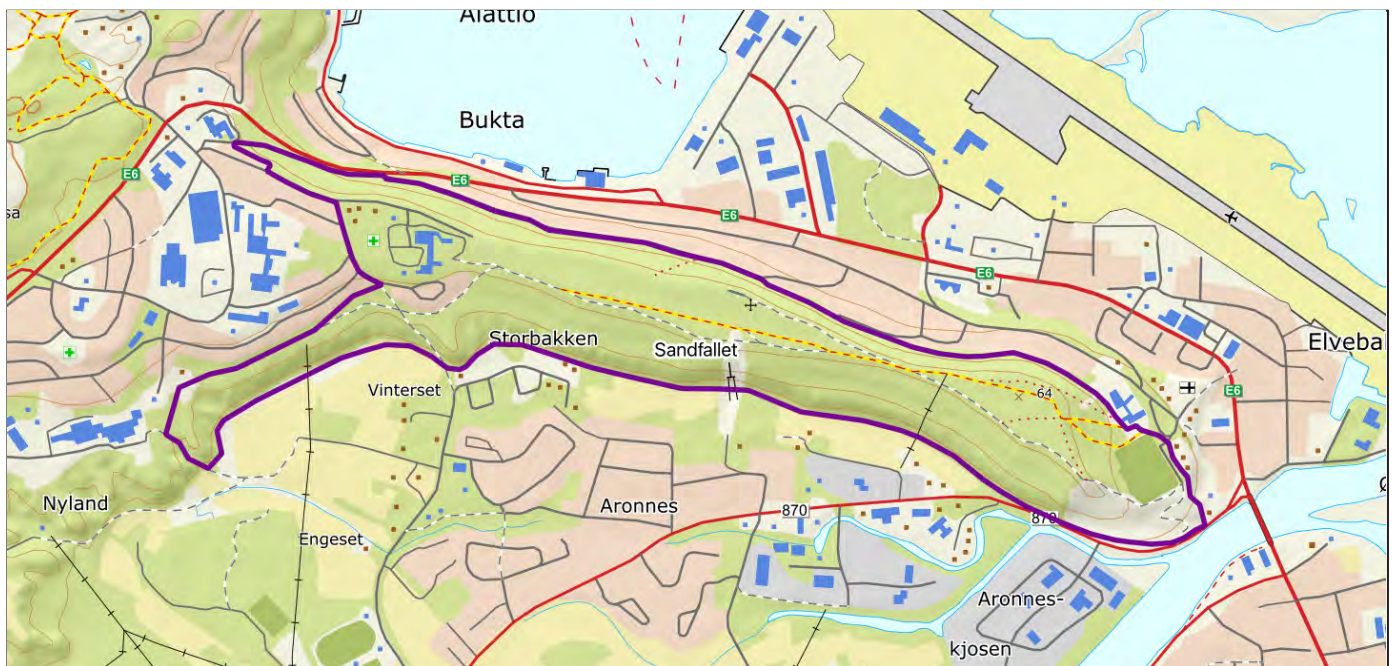 Alattio
Bukta
E6
E6
E6
E6
E6
sa
Storbakken
Sandfallet
Elveba
Vinterset
64
Nyland
Aronnes
870
870
Engeset
Aronnes-
kjosen